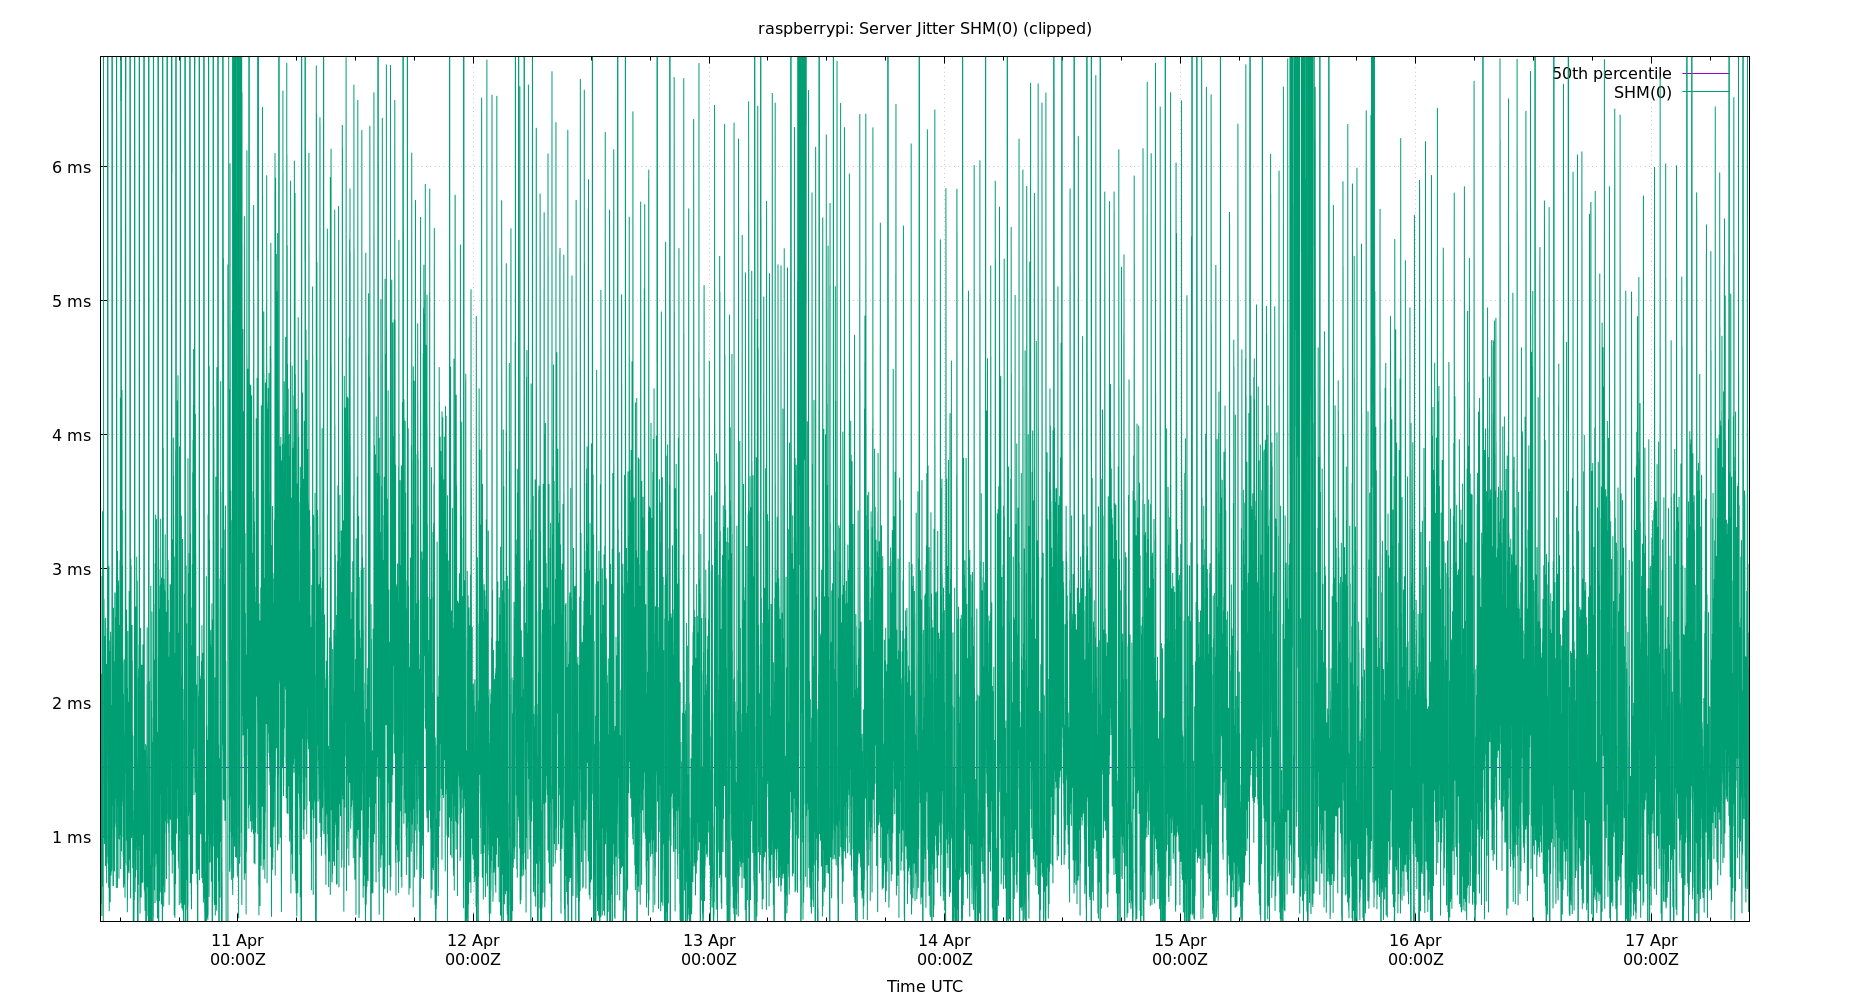 raspberrypi: Server Jitter SHM(0) (clipped)
50th percentile
SHM(0)
6 ms
5 ms
4 ms
3 ms
2 ms
1 ms
11 Apr 12 Apr 13 Apr 14 Apr 15 Apr 16 Apr 17 Apr
00:00Z 00:00Z 00:00Z 00:00Z 00:00Z 00:00Z 00:00Z
Time UTC